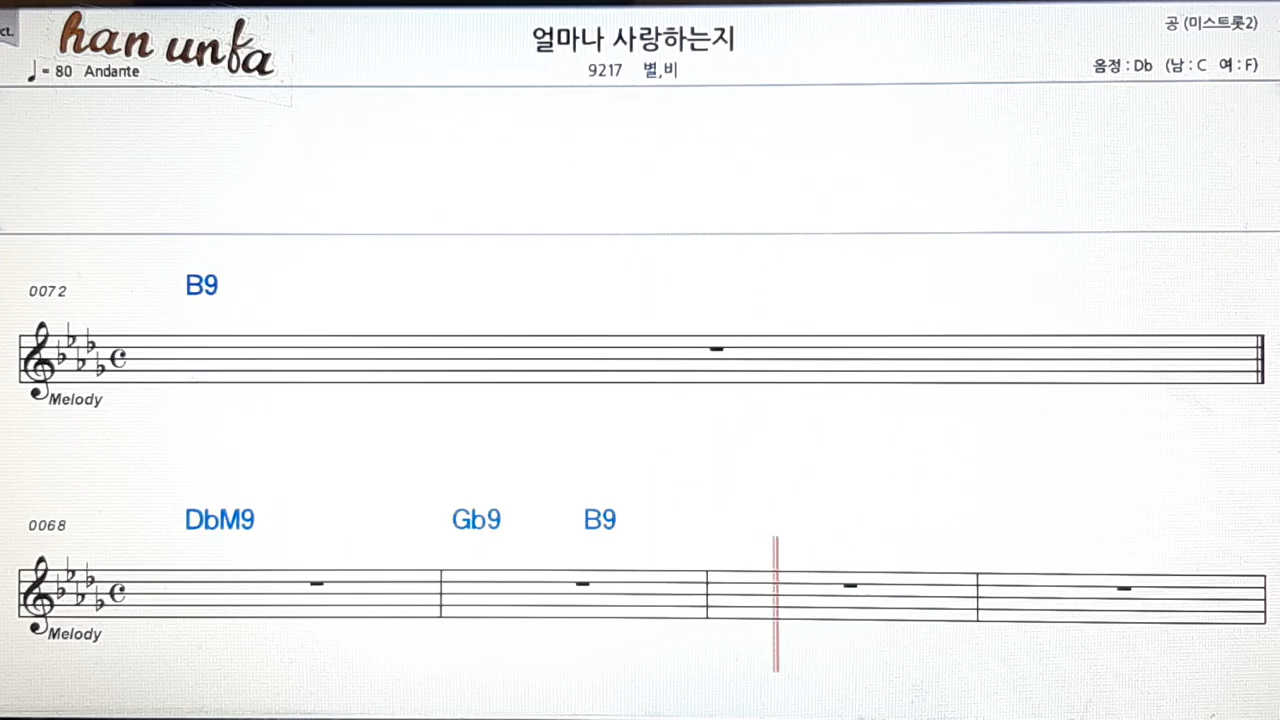 ct.
han unfa
얼마나 사랑하는지
공 (미스트롯2)
♩= 80 Andante
9217 별,비
음정 : Db (남 : C 여 : F)
0072
B9
Melody
0068
DbM9 Gb9 B9
Melody